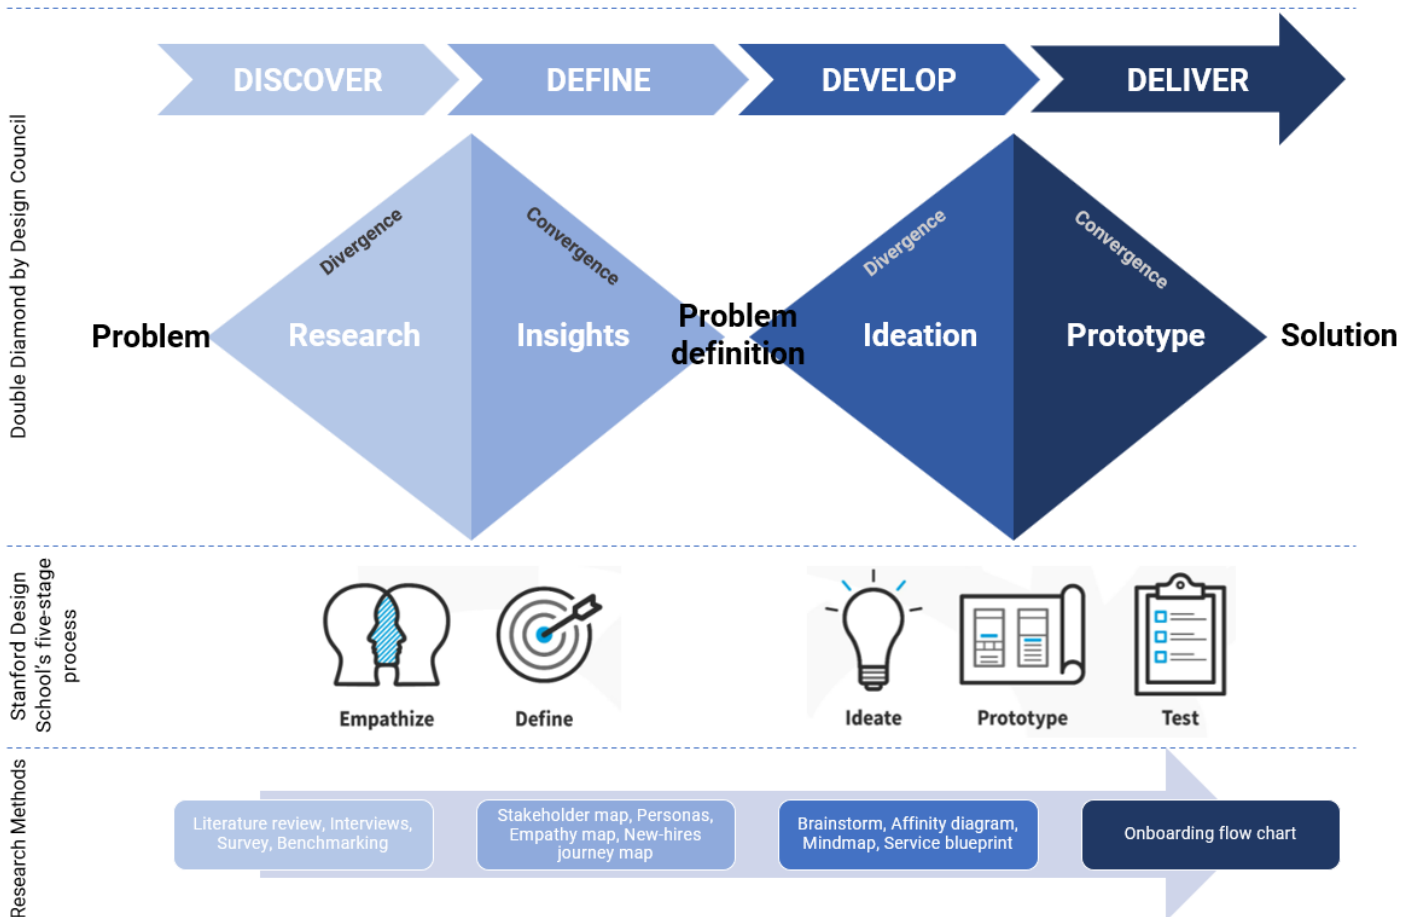 DISCOVER
DEFINE
DEVELOP
DELIVER
Double Diamond by Design Council
Divergence
Convergence
Divergence
Convergence
Problem
Research
Insights
Problem
definition
Ideation
Prototype
Solution
Stanford Design
School's five-stage
process
Empathize
Define
Ideate
Prototype
Test
Research Methods
Literature review, Interviews,
Survey, Benchmarking
Stakeholder map, Personas,
Empathy map, New-hires
journey map
Brainstorm, Affinity diagram,
Mindmap, Service blueprint
Onboarding flow chart